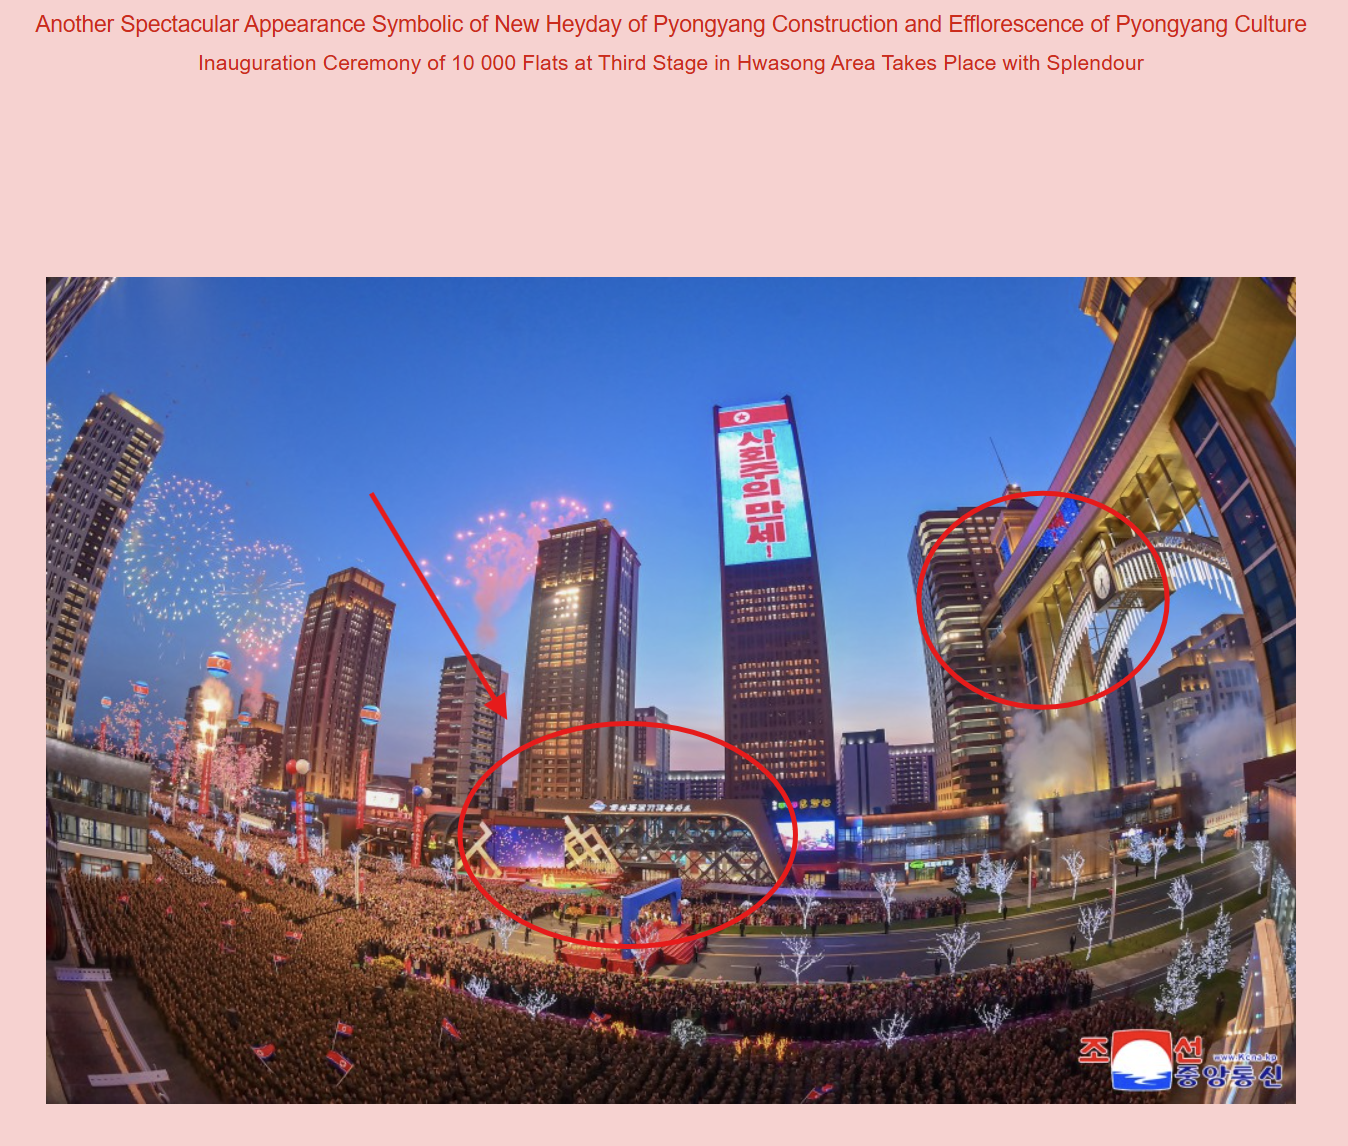 Another Spectacular Appearance Symbolic of New Heyday of Pyongyang Construction and Efflorescence of Pyongyang Culture
Inauguration Ceremony of 10 000 Flats at Third Stage in Hwasong Area Takes Place with Splendour
사회주의만세!
조선
www.kcna.kp
중앙통신